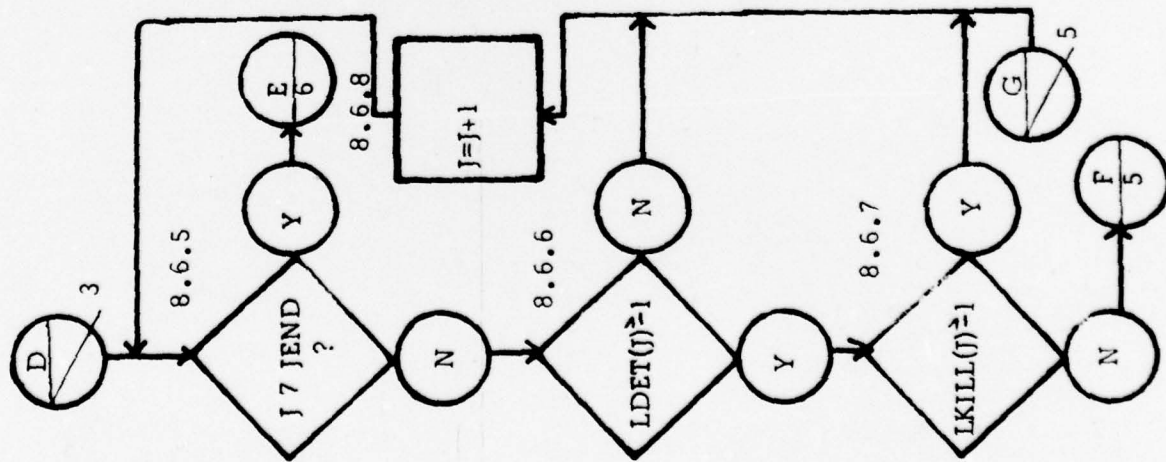 D
3
8.6.5
J 7 JEND
?
Y
E
6
N
8.6.8
J=J+1
8.6.6
LDET(J)≥1
N
Y
8.6.7
LKILL(J)≥1
Y
N
F
5
G
5